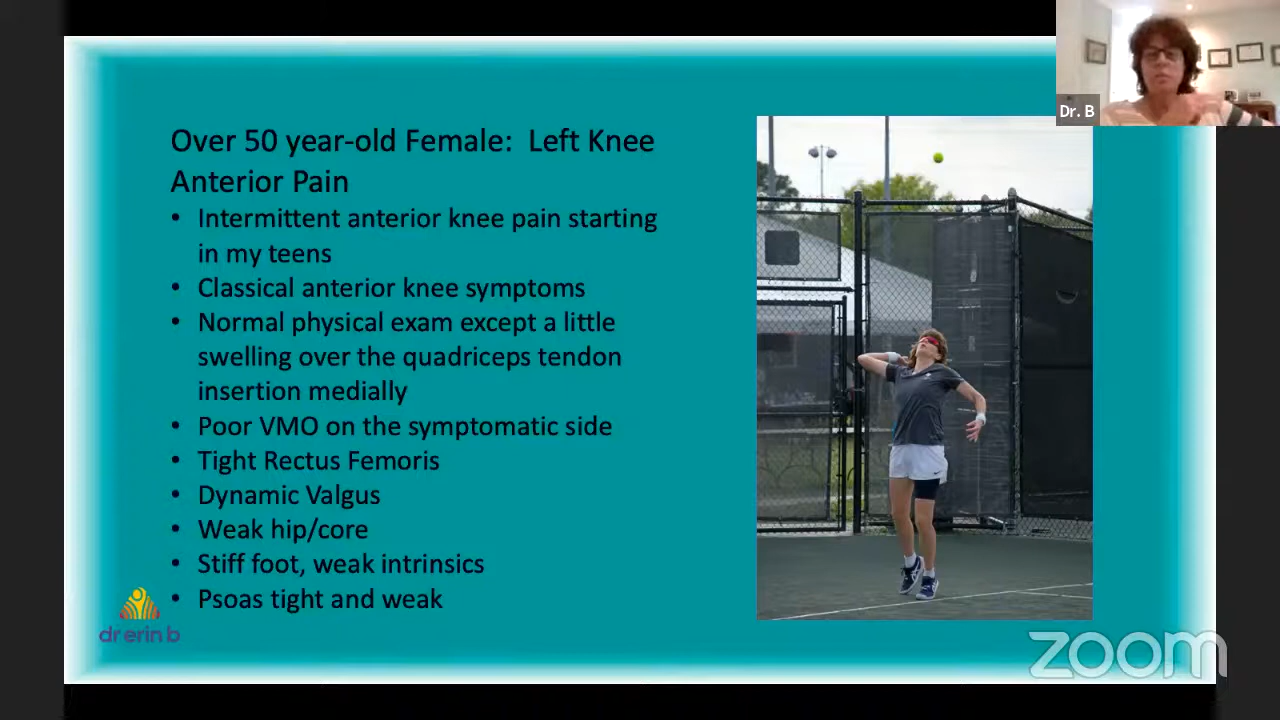 Dr. B
Over 50 year-old Female: Left Knee
Anterior Pain
• Intermittent anterior knee pain starting
in my teens
• Classical anterior knee symptoms
• Normal physical exam except a little
swelling over the quadriceps tendon
insertion medially
• Poor VMO on the symptomatic side
• Tight Rectus Femoris
• Dynamic Valgus
• Weak hip/core
• Stiff foot, weak intrinsics
• Psoas tight and weak
dr erin b
zoom